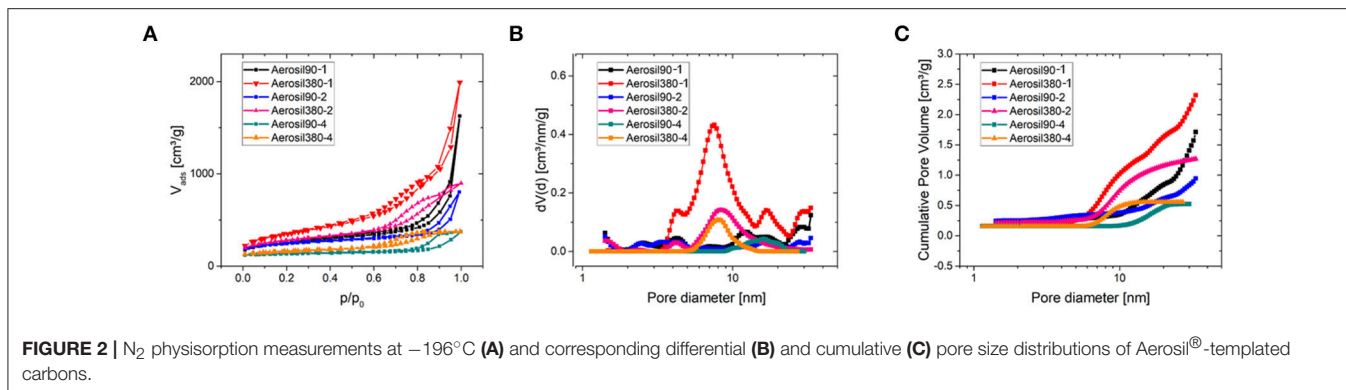 A
2000
1000
0
V_ads [cm³/g]
Aerosil90-1
Aerosil380-1
Aerosil90-2
Aerosil380-2
Aerosil90-4
Aerosil380-4
0.0 0.2 0.4 0.6 0.8 1.0
p/p₀
B
0.6
0.4
0.2
0.0
dV(d) [cm³/nm/g]
Aerosil90-1
Aerosil380-1
Aerosil90-2
Aerosil380-2
Aerosil90-4
Aerosil380-4
1 10
Pore diameter [nm]
C
3.0
2.5
2.0
1.5
1.0
0.5
0.0
-0.5
Cumulative Pore Volume [cm³/g]
Aerosil90-1
Aerosil380-1
Aerosil90-2
Aerosil380-2
Aerosil90-4
Aerosil380-4
1 10
Pore diameter [nm]
FIGURE 2 | N₂ physisorption measurements at −196°C (A) and corresponding differential (B) and cumulative (C) pore size distributions of Aerosil®-templated
carbons.